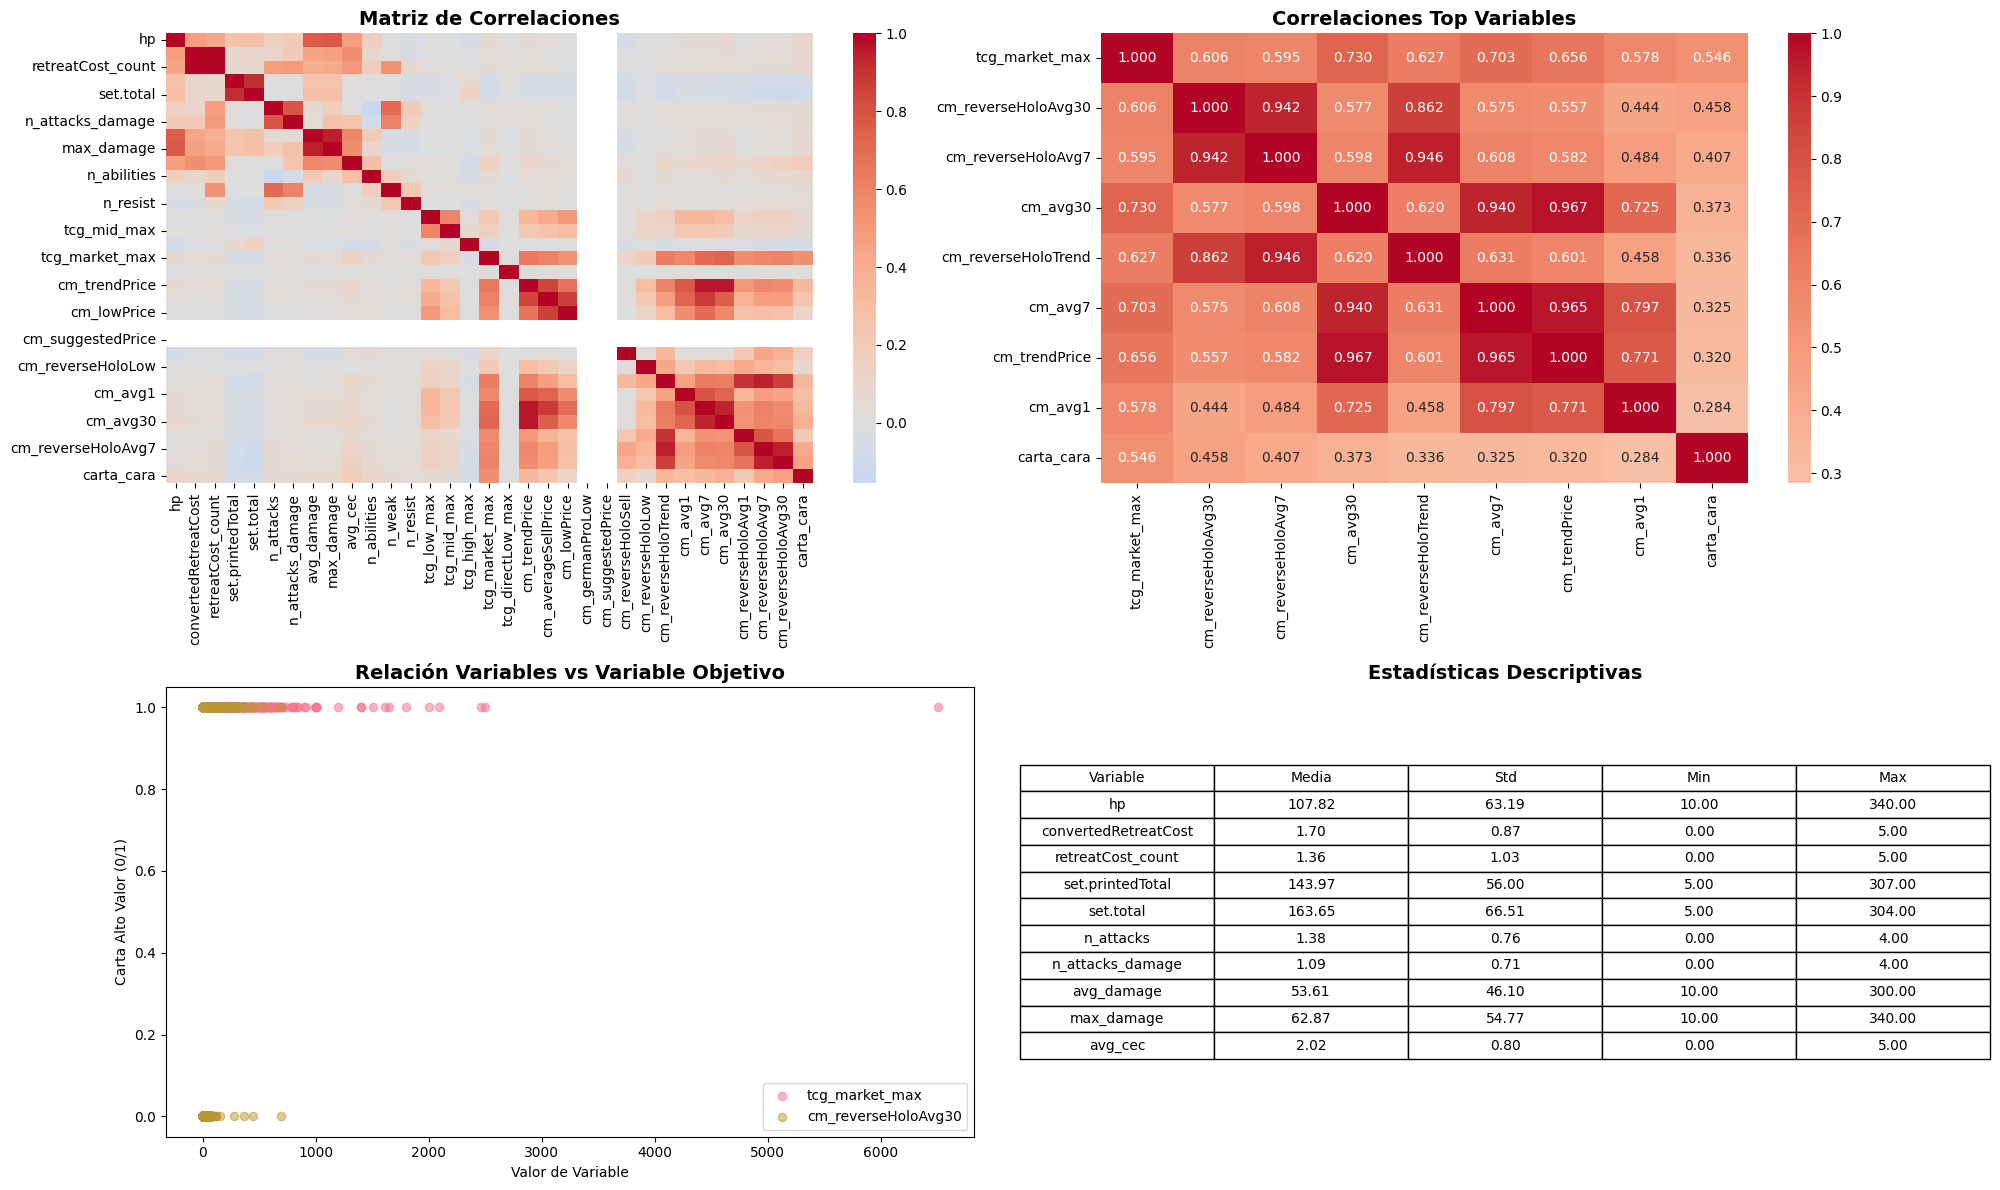 Matriz de Correlaciones
hp
retreatCost_count
set.total
n_attacks_damage
max_damage
n_abilities
n_resist
tcg_mid_max
tcg_market_max
cm_trendPrice
cm_lowPrice
cm_suggestedPrice
cm_reverseHoloLow
cm_avg1
cm_avg30
cm_reverseHoloAvg7
carta_cara
hp
convertedRetreatCost
retreatCost_count
set.printedTotal
set.total
n_attacks
n_attacks_damage
avg_damage
max_damage
avg_cec
n_abilities
n_weak
n_resist
tcg_low_max
tcg_mid_max
tcg_high_max
tcg_market_max
tcg_directLow_max
cm_trendPrice
cm_averageSellPrice
cm_lowPrice
cm_germanProLow
cm_suggestedPrice
cm_reverseHoloSell
cm_reverseHoloLow
cm_reverseHoloTrend
cm_avg1
cm_avg7
cm_avg30
cm_reverseHoloAvg1
cm_reverseHoloAvg7
cm_reverseHoloAvg30
carta_cara
1.0
0.8
0.6
0.4
0.2
0.0
Correlaciones Top Variables
tcg_market_max 1.000 0.606 0.595 0.730 0.627 0.703 0.656 0.578 0.546
cm_reverseHoloAvg30 0.606 1.000 0.942 0.577 0.862 0.575 0.557 0.444 0.458
cm_reverseHoloAvg7 0.595 0.942 1.000 0.598 0.946 0.608 0.582 0.484 0.407
cm_avg30 0.730 0.577 0.598 1.000 0.620 0.940 0.967 0.725 0.373
cm_reverseHoloTrend 0.627 0.862 0.946 0.620 1.000 0.631 0.601 0.458 0.336
cm_avg7 0.703 0.575 0.608 0.940 0.631 1.000 0.965 0.797 0.325
cm_trendPrice 0.656 0.557 0.582 0.967 0.601 0.965 1.000 0.771 0.320
cm_avg1 0.578 0.444 0.484 0.725 0.458 0.797 0.771 1.000 0.284
carta_cara 0.546 0.458 0.407 0.373 0.336 0.325 0.320 0.284 1.000
tcg_market_max
cm_reverseHoloAvg30
cm_reverseHoloAvg7
cm_avg30
cm_reverseHoloTrend
cm_avg7
cm_trendPrice
cm_avg1
carta_cara
1.0
0.9
0.8
0.7
0.6
0.5
0.4
0.3
Relación Variables vs Variable Objetivo
Carta Alto Valor (0/1)
1.0
0.8
0.6
0.4
0.2
0.0
0 1000 2000 3000 4000 5000 6000
Valor de Variable
tcg_market_max
cm_reverseHoloAvg30
Estadísticas Descriptivas
Variable Media Std Min Max
hp 107.82 63.19 10.00 340.00
convertedRetreatCost 1.70 0.87 0.00 5.00
retreatCost_count 1.36 1.03 0.00 5.00
set.printedTotal 143.97 56.00 5.00 307.00
set.total 163.65 66.51 5.00 304.00
n_attacks 1.38 0.76 0.00 4.00
n_attacks_damage 1.09 0.71 0.00 4.00
avg_damage 53.61 46.10 10.00 300.00
max_damage 62.87 54.77 10.00 340.00
avg_cec 2.02 0.80 0.00 5.00